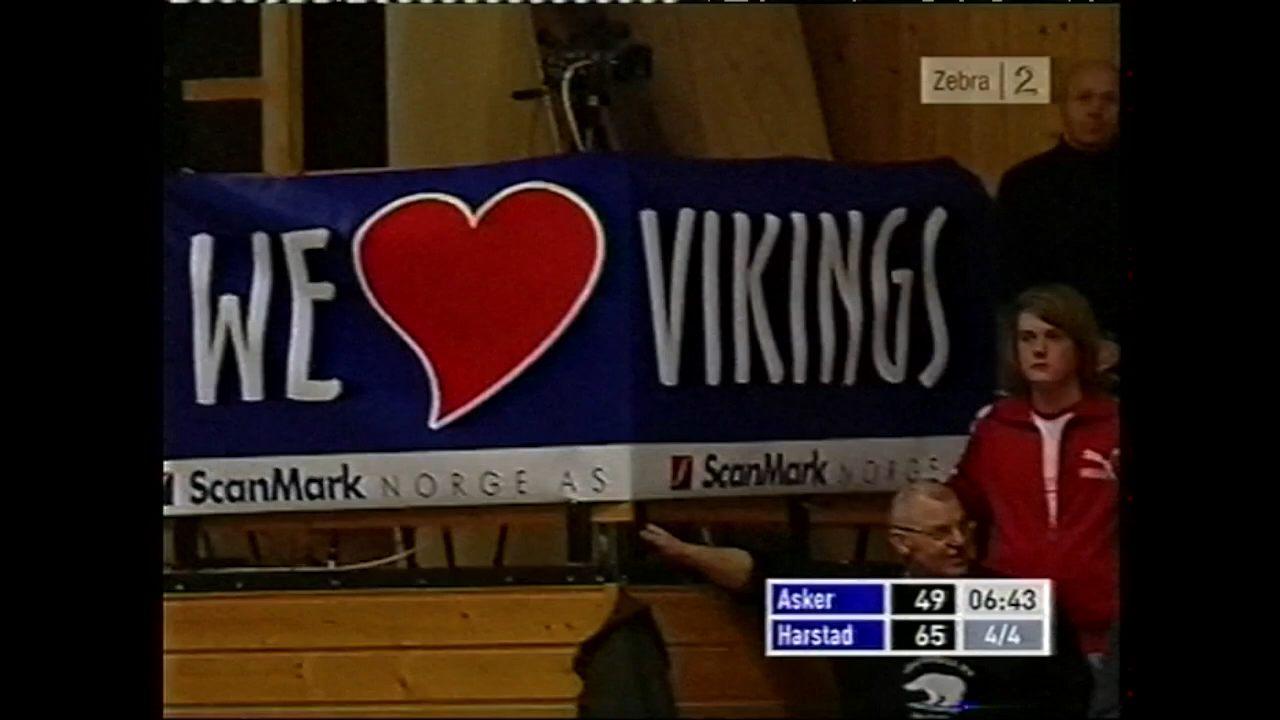 Zebra 2
WE VIKINGS
ScanMark NORGE AS
ScanMark NORGE
Asker 49 06:43
Harstad 65 4/4